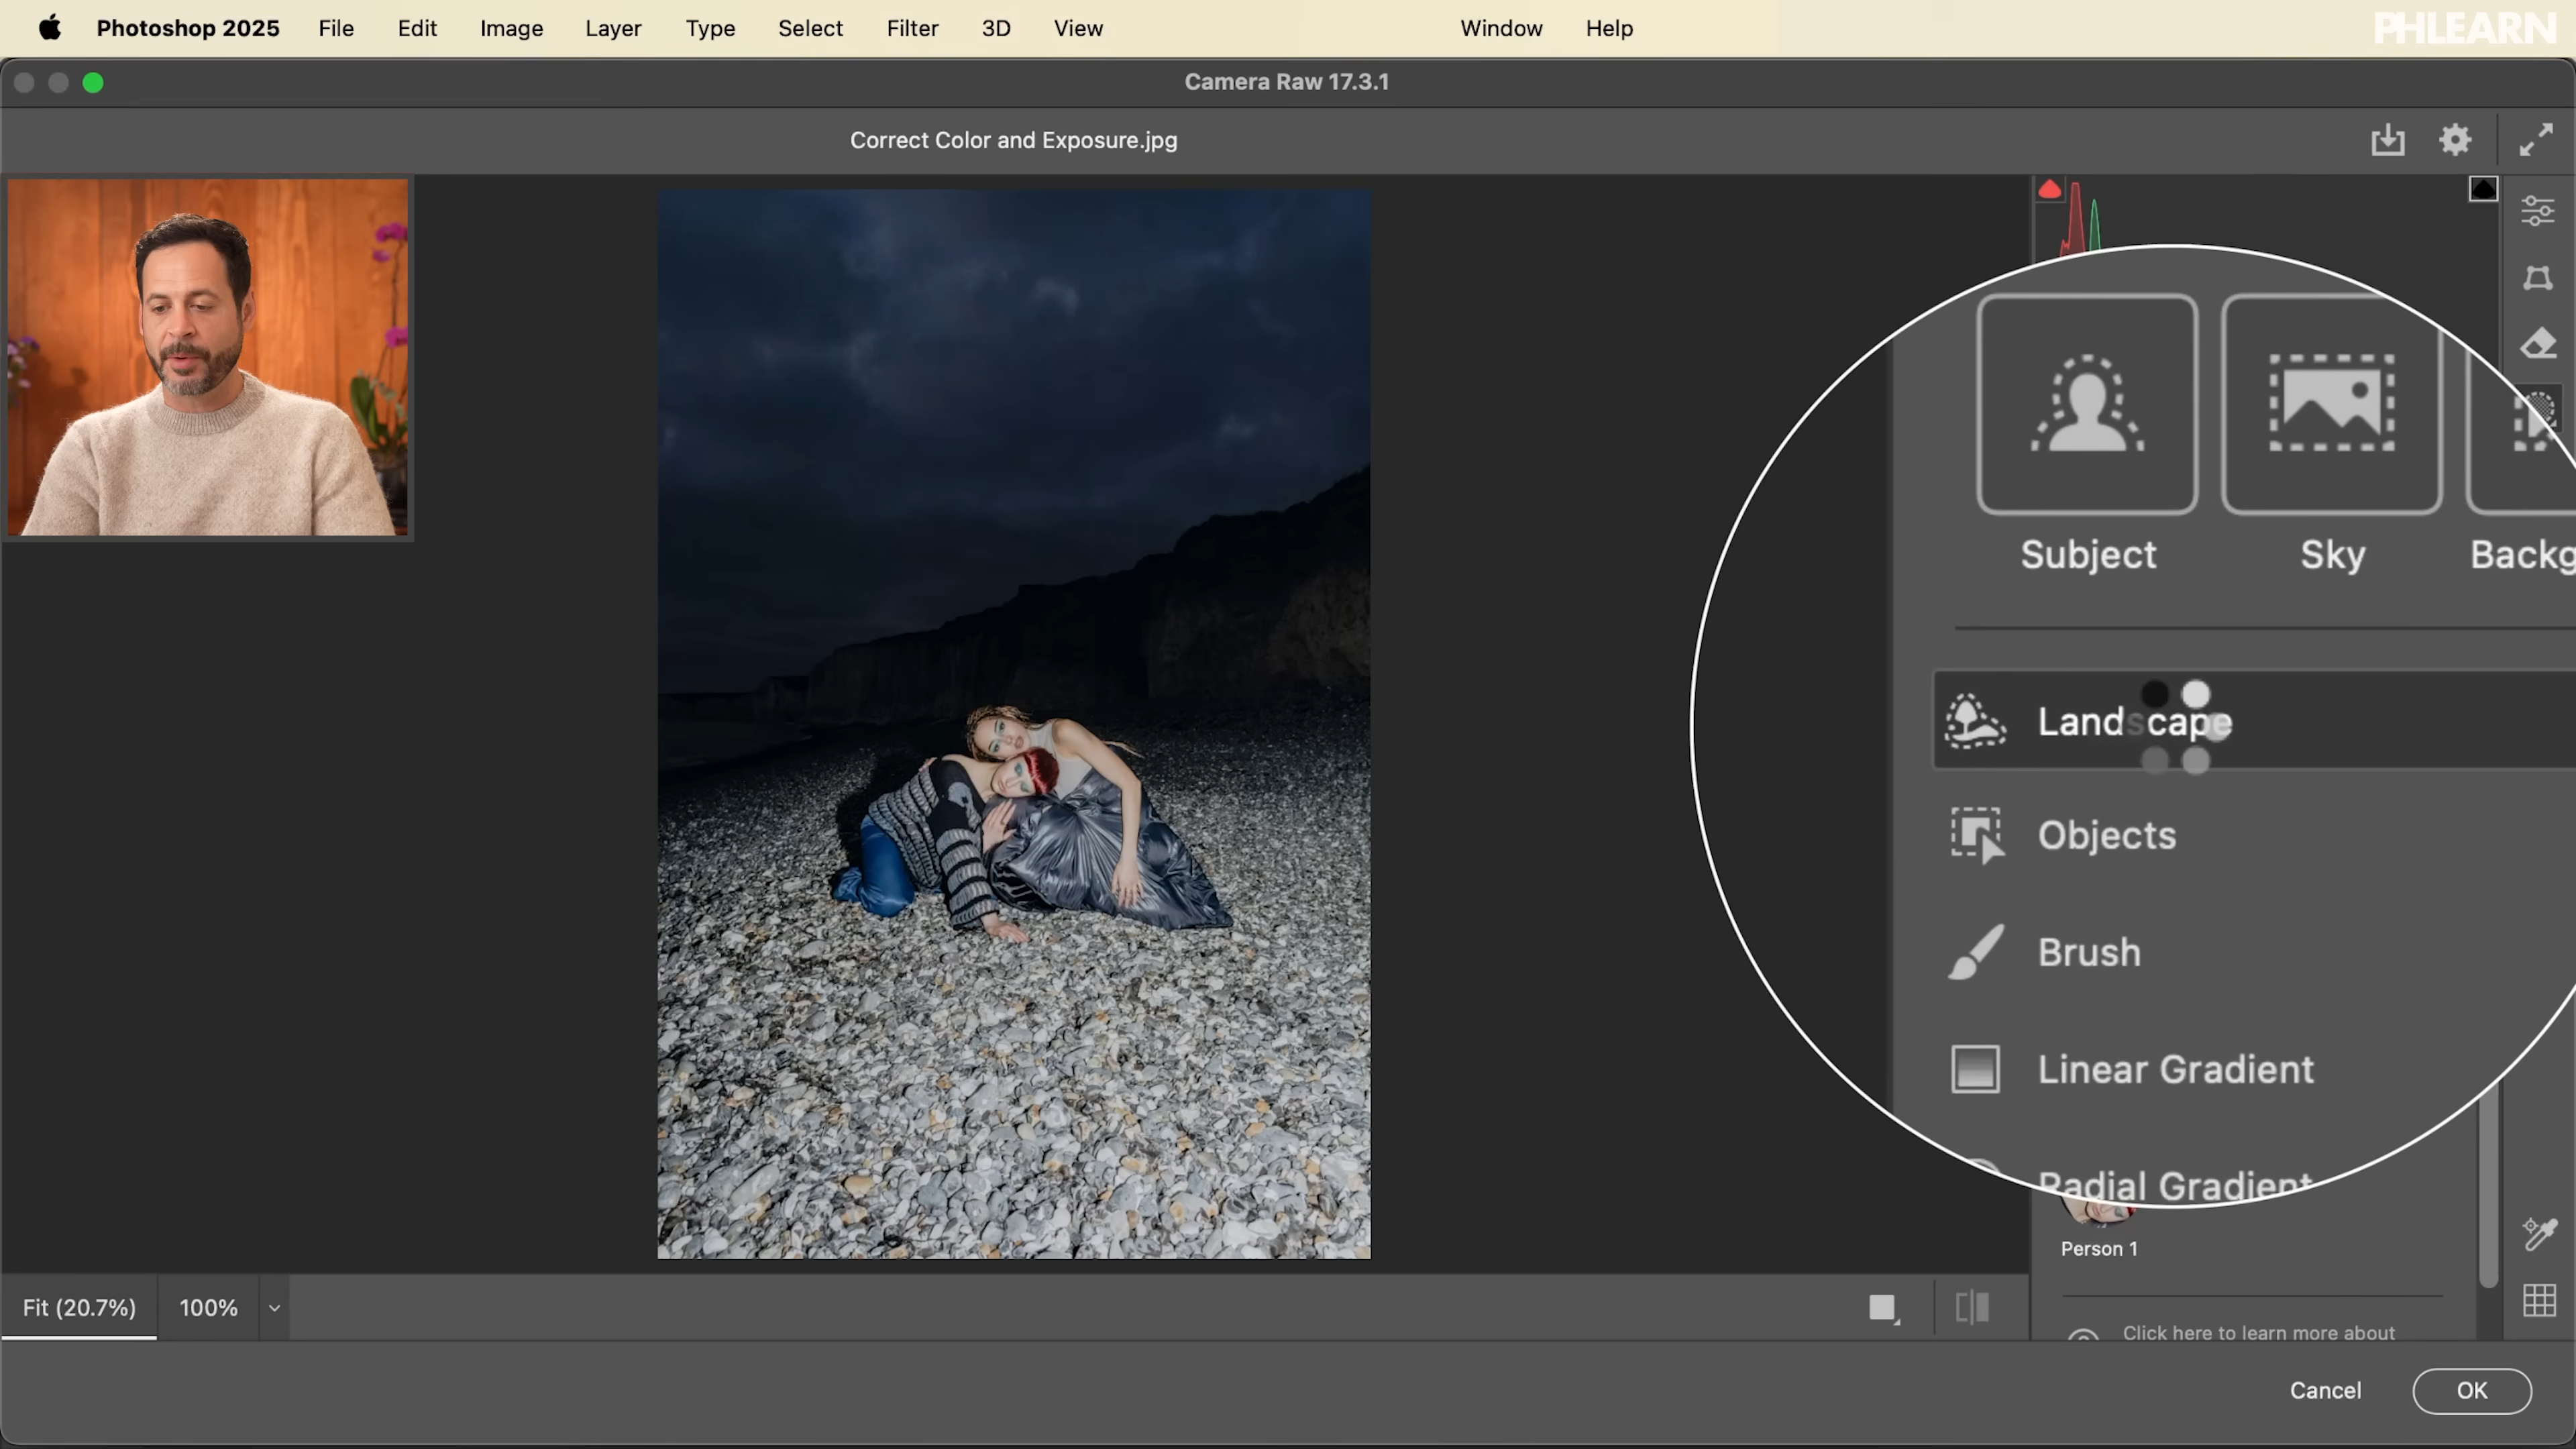 Photoshop 2025 File Edit Image Layer Type Select Filter 3D View Window Help PHLEARN
Camera Raw 17.3.1
Correct Color and Exposure.jpg
Subject Sky Backg
Landscape
Objects
Brush
Linear Gradient
Radial Gradient
Person 1
Fit (20.7%) 100%
Click here to learn more about
Cancel OK